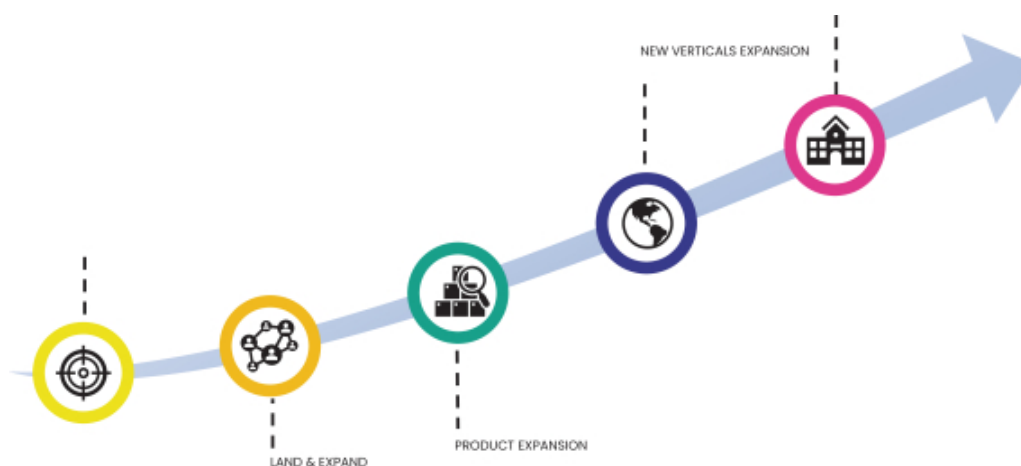 NEW VERTICALS EXPANSION
PRODUCT EXPANSION
LAND & EXPAND